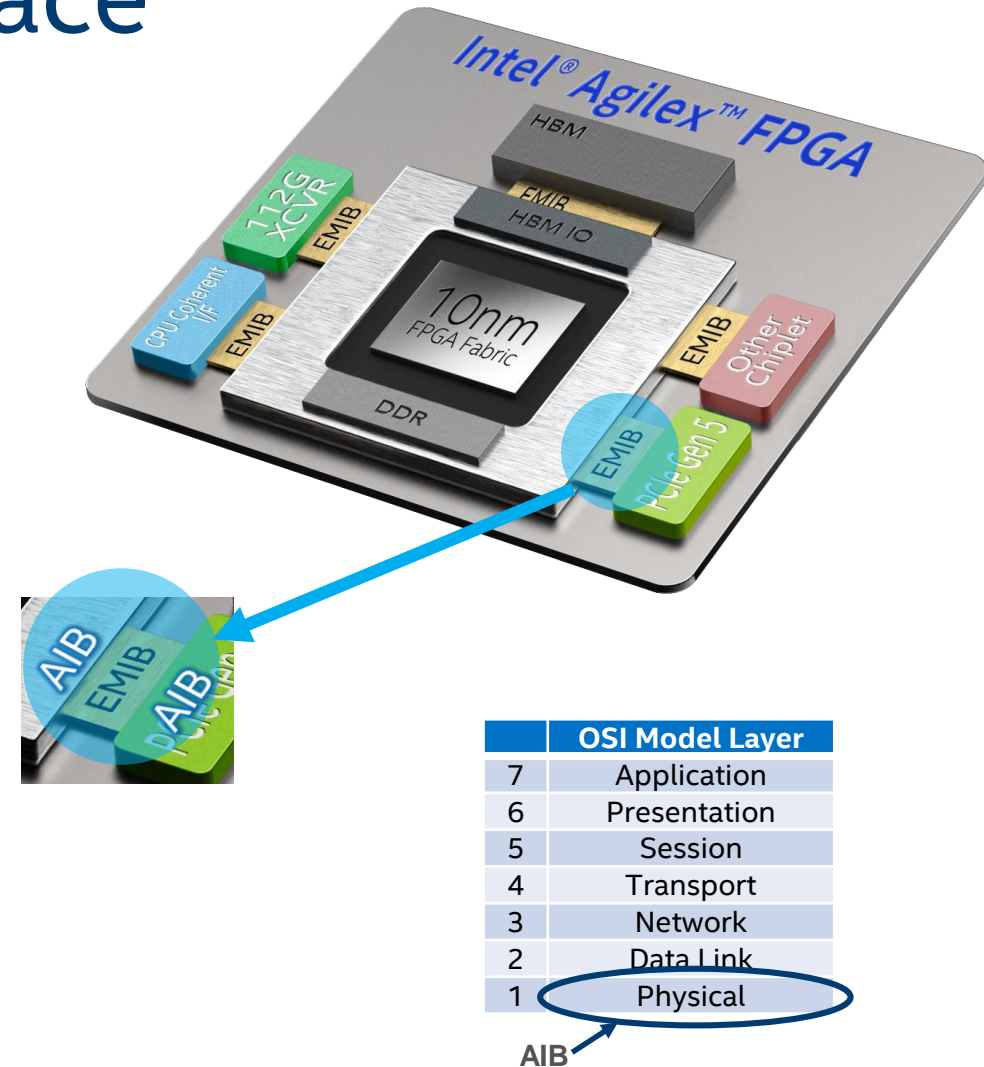 ace
Intel® Agilex™ FPGA
HBM
EMIB
HBM IO
112G
XCVR
EMIB
CPU Coherent
I/F
EMIB
10nm
FPGA Fabric
DDR
EMIB
Other
Chiplet
EMIB
PCIe Gen 5
AIB
EMIB
AIB
PCIe Gen
OSI Model Layer
7 Application
6 Presentation
5 Session
4 Transport
3 Network
2 Data Link
1 Physical
AIB